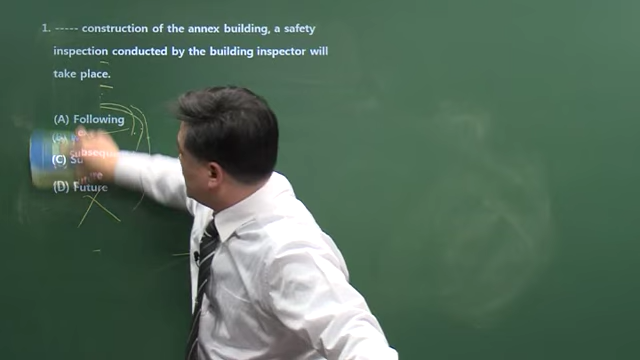 1. ----- construction of the annex building, a safety
inspection conducted by the building inspector will
take place.
(A) Following
(C) Su
(D) Future